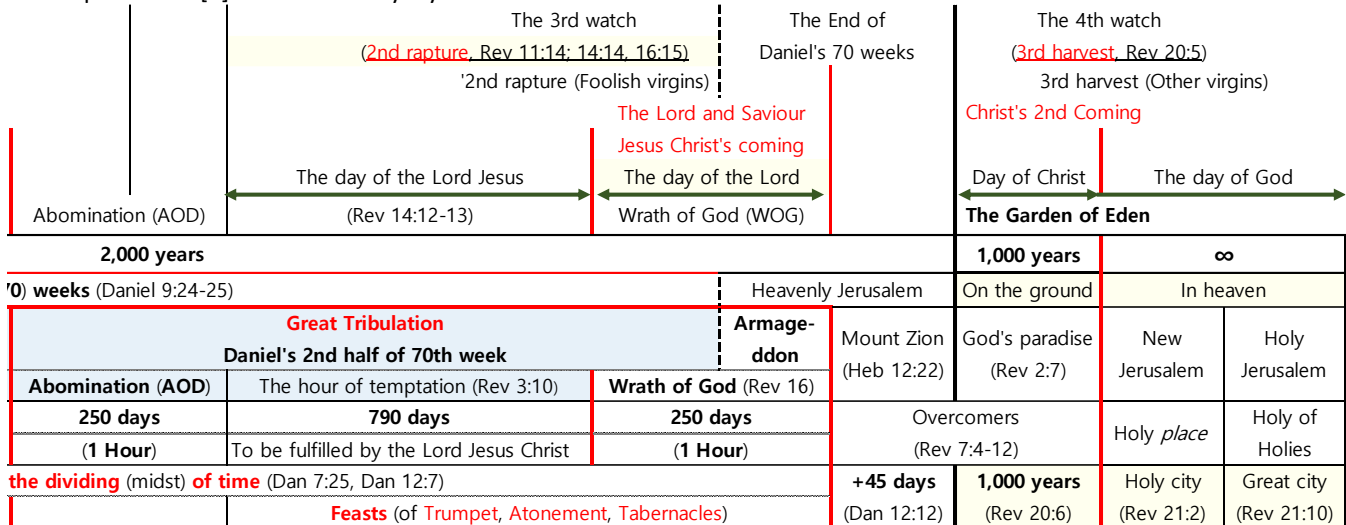 The 3rd watch
The End of
The 4th watch
(2nd rapture, Rev 11:14; 14:14, 16:15)
Daniel's 70 weeks
(3rd harvest, Rev 20:5)
'2nd rapture (Foolish virgins)
3rd harvest (Other virgins)
The Lord and Saviour
Christ's 2nd Coming
Jesus Christ's coming
The day of the Lord Jesus
The day of the Lord
Day of Christ
The day of God
Abomination (AOD)
(Rev 14:12-13)
Wrath of God (WOG)
The Garden of Eden
2,000 years
1,000 years
∞
0) weeks (Daniel 9:24-25)
Heavenly Jerusalem
On the ground
In heaven
Great Tribulation
Daniel's 2nd half of 70th week
Armage-
ddon
Mount Zion
(Heb 12:22)
God's paradise
(Rev 2:7)
New
Jerusalem
Holy
Jerusalem
Abomination (AOD)
The hour of temptation (Rev 3:10)
Wrath of God (Rev 16)
250 days
790 days
250 days
Overcomers
(Rev 7:4-12)
Holy place
Holy of
Holies
(1 Hour)
To be fulfilled by the Lord Jesus Christ
(1 Hour)
the dividing (midst) of time (Dan 7:25, Dan 12:7)
+45 days
(Dan 12:12)
1,000 years
(Rev 20:6)
Holy city
(Rev 21:2)
Great city
(Rev 21:10)
Feasts (of Trumpet, Atonement, Tabernacles)